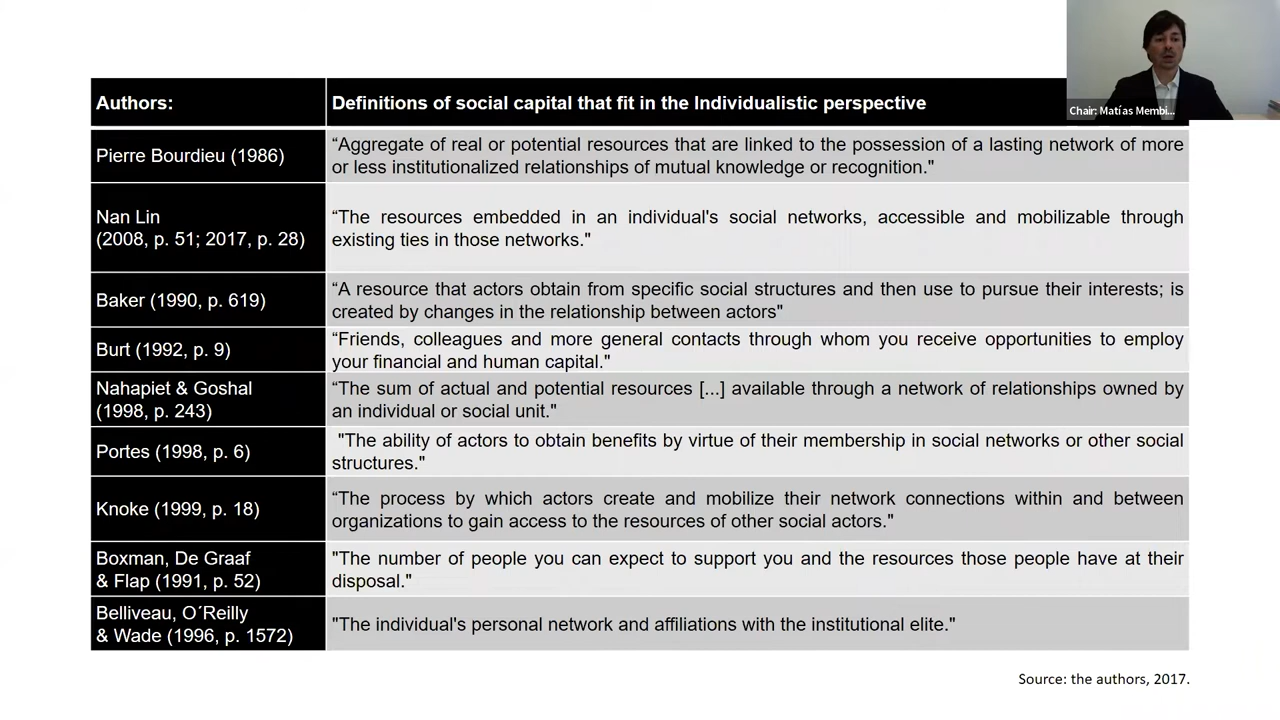 Authors:
Definitions of social capital that fit in the Individualistic perspective
Chair: Matías Membi...
Pierre Bourdieu (1986)
“Aggregate of real or potential resources that are linked to the possession of a lasting network of more
or less institutionalized relationships of mutual knowledge or recognition."
Nan Lin
(2008, p. 51; 2017, p. 28)
“The resources embedded in an individual's social networks, accessible and mobilizable through
existing ties in those networks."
Baker (1990, p. 619)
“A resource that actors obtain from specific social structures and then use to pursue their interests; is
created by changes in the relationship between actors"
Burt (1992, p. 9)
“Friends, colleagues and more general contacts through whom you receive opportunities to employ
your financial and human capital."
Nahapiet & Goshal
(1998, p. 243)
“The sum of actual and potential resources [...] available through a network of relationships owned by
an individual or social unit."
Portes (1998, p. 6)
"The ability of actors to obtain benefits by virtue of their membership in social networks or other social
structures."
Knoke (1999, p. 18)
“The process by which actors create and mobilize their network connections within and between
organizations to gain access to the resources of other social actors."
Boxman, De Graaf
& Flap (1991, p. 52)
"The number of people you can expect to support you and the resources those people have at their
disposal."
Belliveau, O´Reilly
& Wade (1996, p. 1572)
"The individual's personal network and affiliations with the institutional elite."
Source: the authors, 2017.